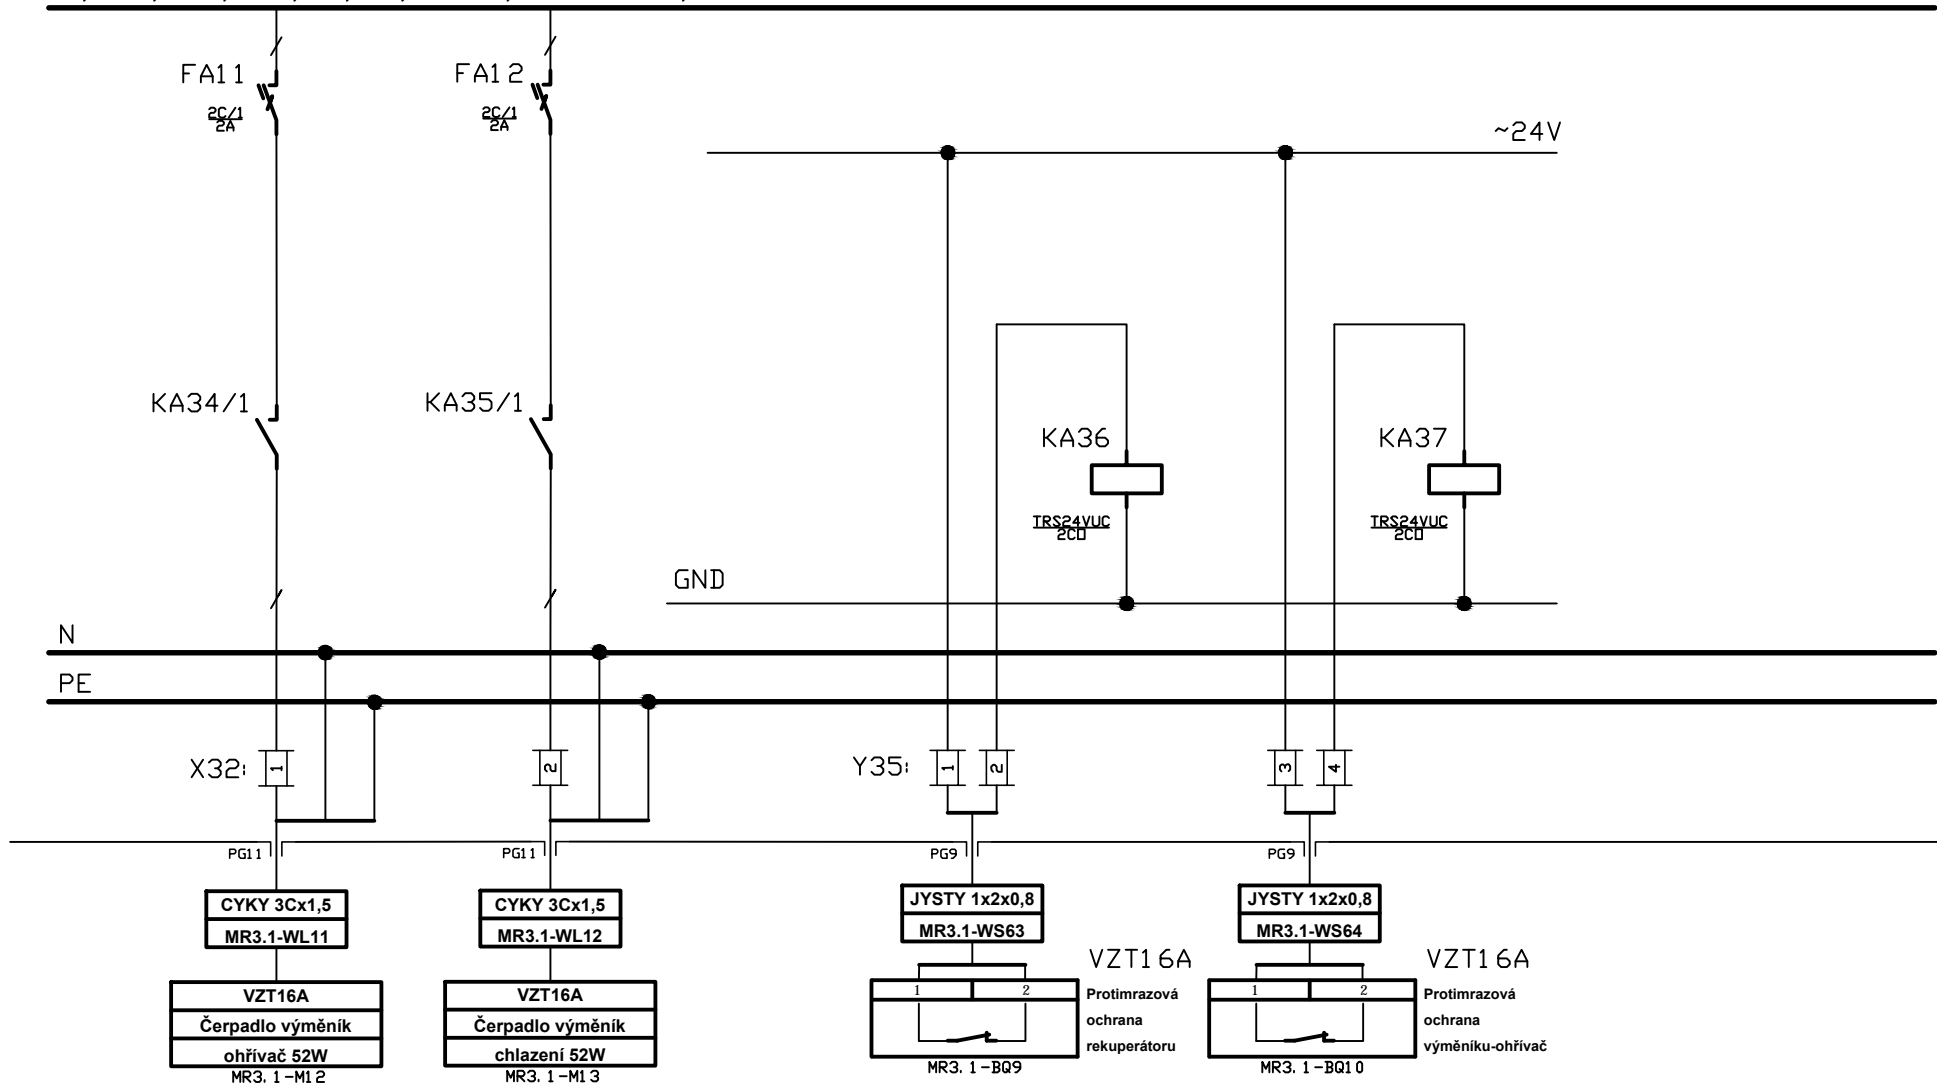 FA11
2C/1
2A
FA12
2C/1
2A
~24V
KA34/1
KA35/1
KA36
TRS24VUC
2CO
KA37
TRS24VUC
2CO
GND
N
PE
X32:
1
2
Y35:
1
2
3
4
PG11
PG11
PG9
PG9
CYKY 3Cx1,5
MR3.1-WL11
CYKY 3Cx1,5
MR3.1-WL12
JYSTY 1x2x0,8
MR3.1-WS63
JYSTY 1x2x0,8
MR3.1-WS64
VZT16A
Čerpadlo výměník
ohřívač 52W
MR3.1-M12
VZT16A
Čerpadlo výměník
chlazení 52W
MR3.1-M13
1
2
MR3.1-BQ9
VZT16A
Protimrazová
ochrana
rekuperátoru
1
2
MR3.1-BQ10
VZT16A
Protimrazová
ochrana
výměníku-ohřívač